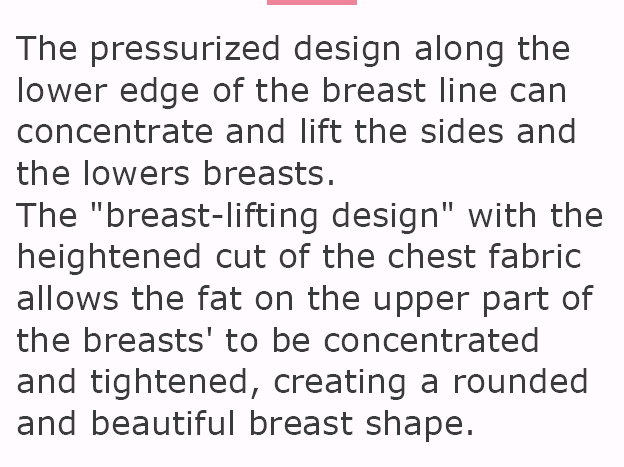 The pressurized design along the
lower edge of the breast line can
concentrate and lift the sides and
the lowers breasts.
The "breast-lifting design" with the
heightened cut of the chest fabric
allows the fat on the upper part of
the breasts' to be concentrated
and tightened, creating a rounded
and beautiful breast shape.